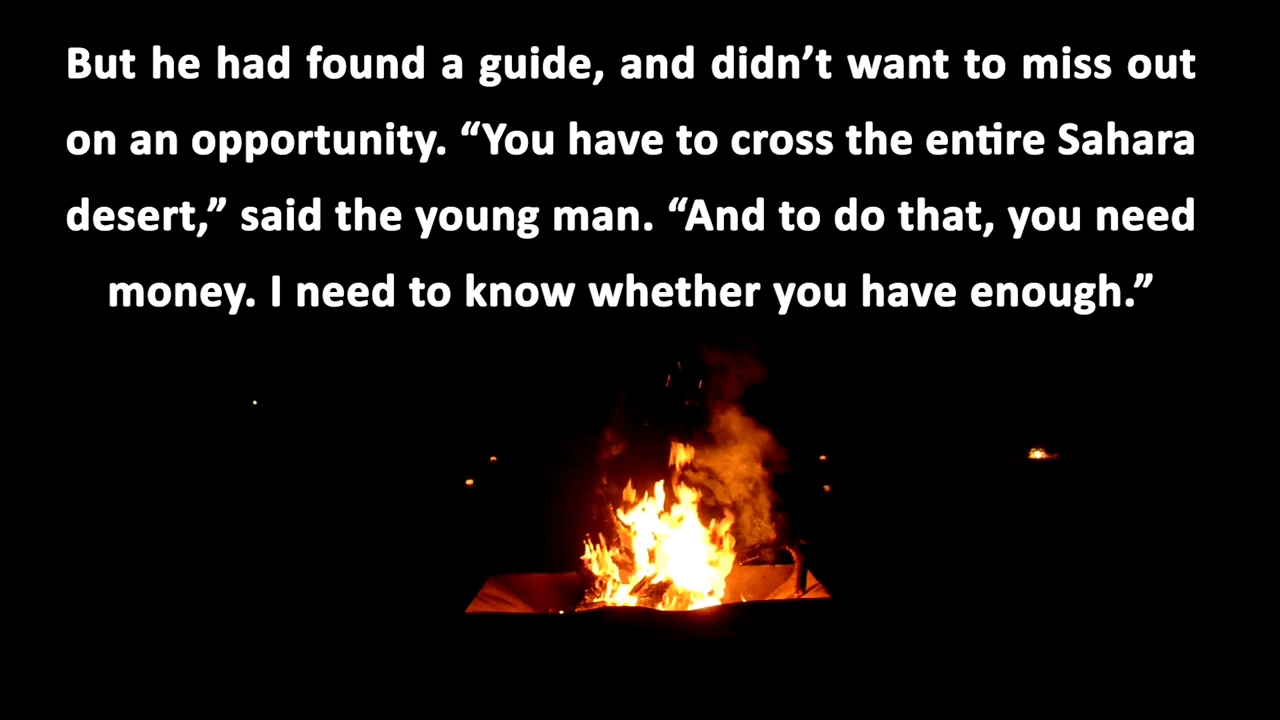 But he had found a guide, and didn’t want to miss out
on an opportunity. “You have to cross the entire Sahara
desert,” said the young man. “And to do that, you need
money. I need to know whether you have enough.”